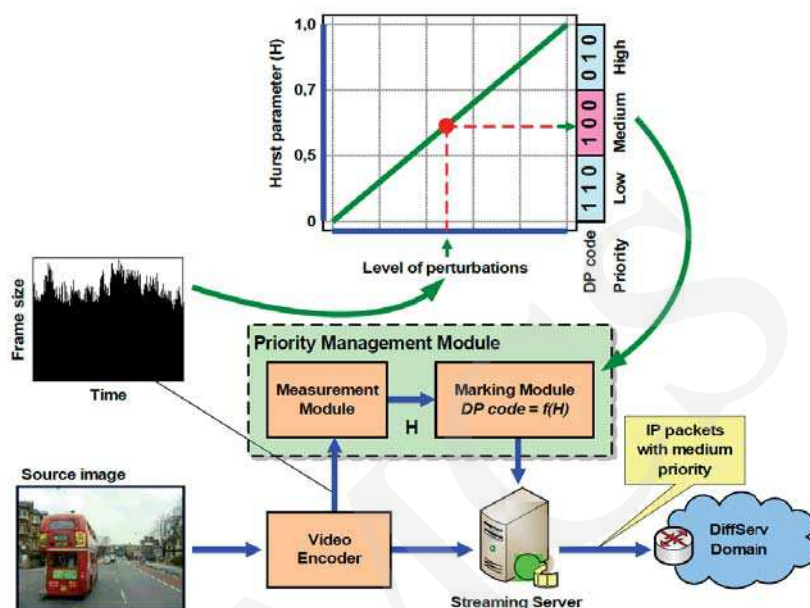 Hurst parameter (H)
1,0
0,7
0,5
0
0 1 0
High
1 0 0
Medium
1 1 0
Low
DP code
Priority
Level of perturbations
Frame size
Time
Priority Management Module
Measurement
Module
H
Marking Module
DP code = f(H)
IP packets
with medium
priority
Source image
Video
Encoder
Streaming Server
DiffServ
Domain